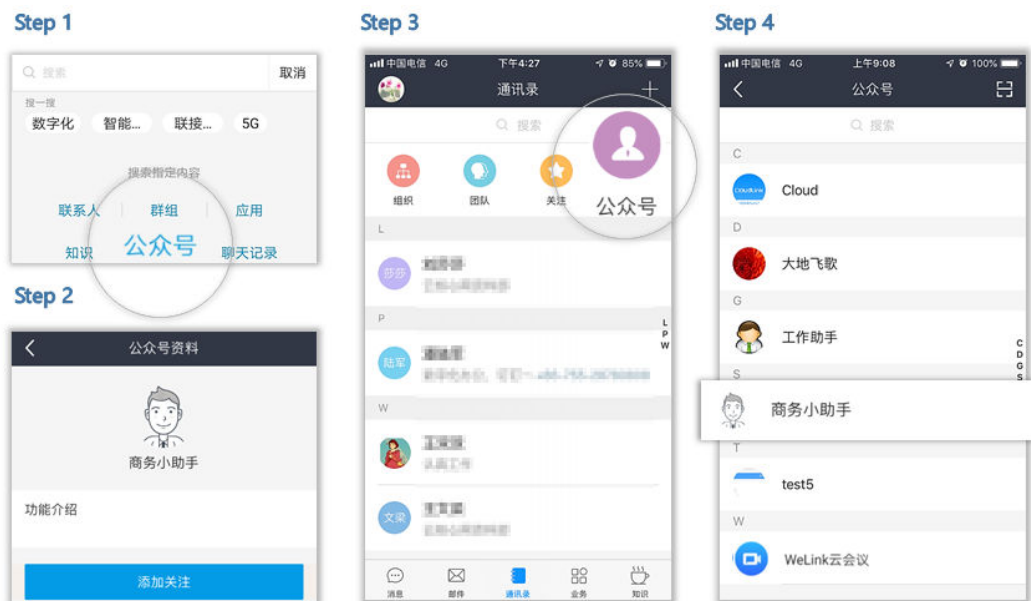 Step 1
搜索
取消
搜一搜
数字化 智能... 联接... 5G
搜索指定内容
联系人 群组 应用
知识 公众号 聊天记录
Step 2
公众号资料
商务小助手
功能介绍
添加关注
Step 3
中国电信 4G 下午4:27 85%
通讯录
搜索
组织 团队 关注 公众号
L
莎莎
P
陆军
W
文梁
L
P
W
消息 邮件 通讯录 业务 知识
Step 4
中国电信 4G 上午9:08 100%
公众号
搜索
C
CloudLink
Cloud
D
大地飞歌
G
工作助手
S
商务小助手
T
test5
W
WeLink云会议
C
D
G
S